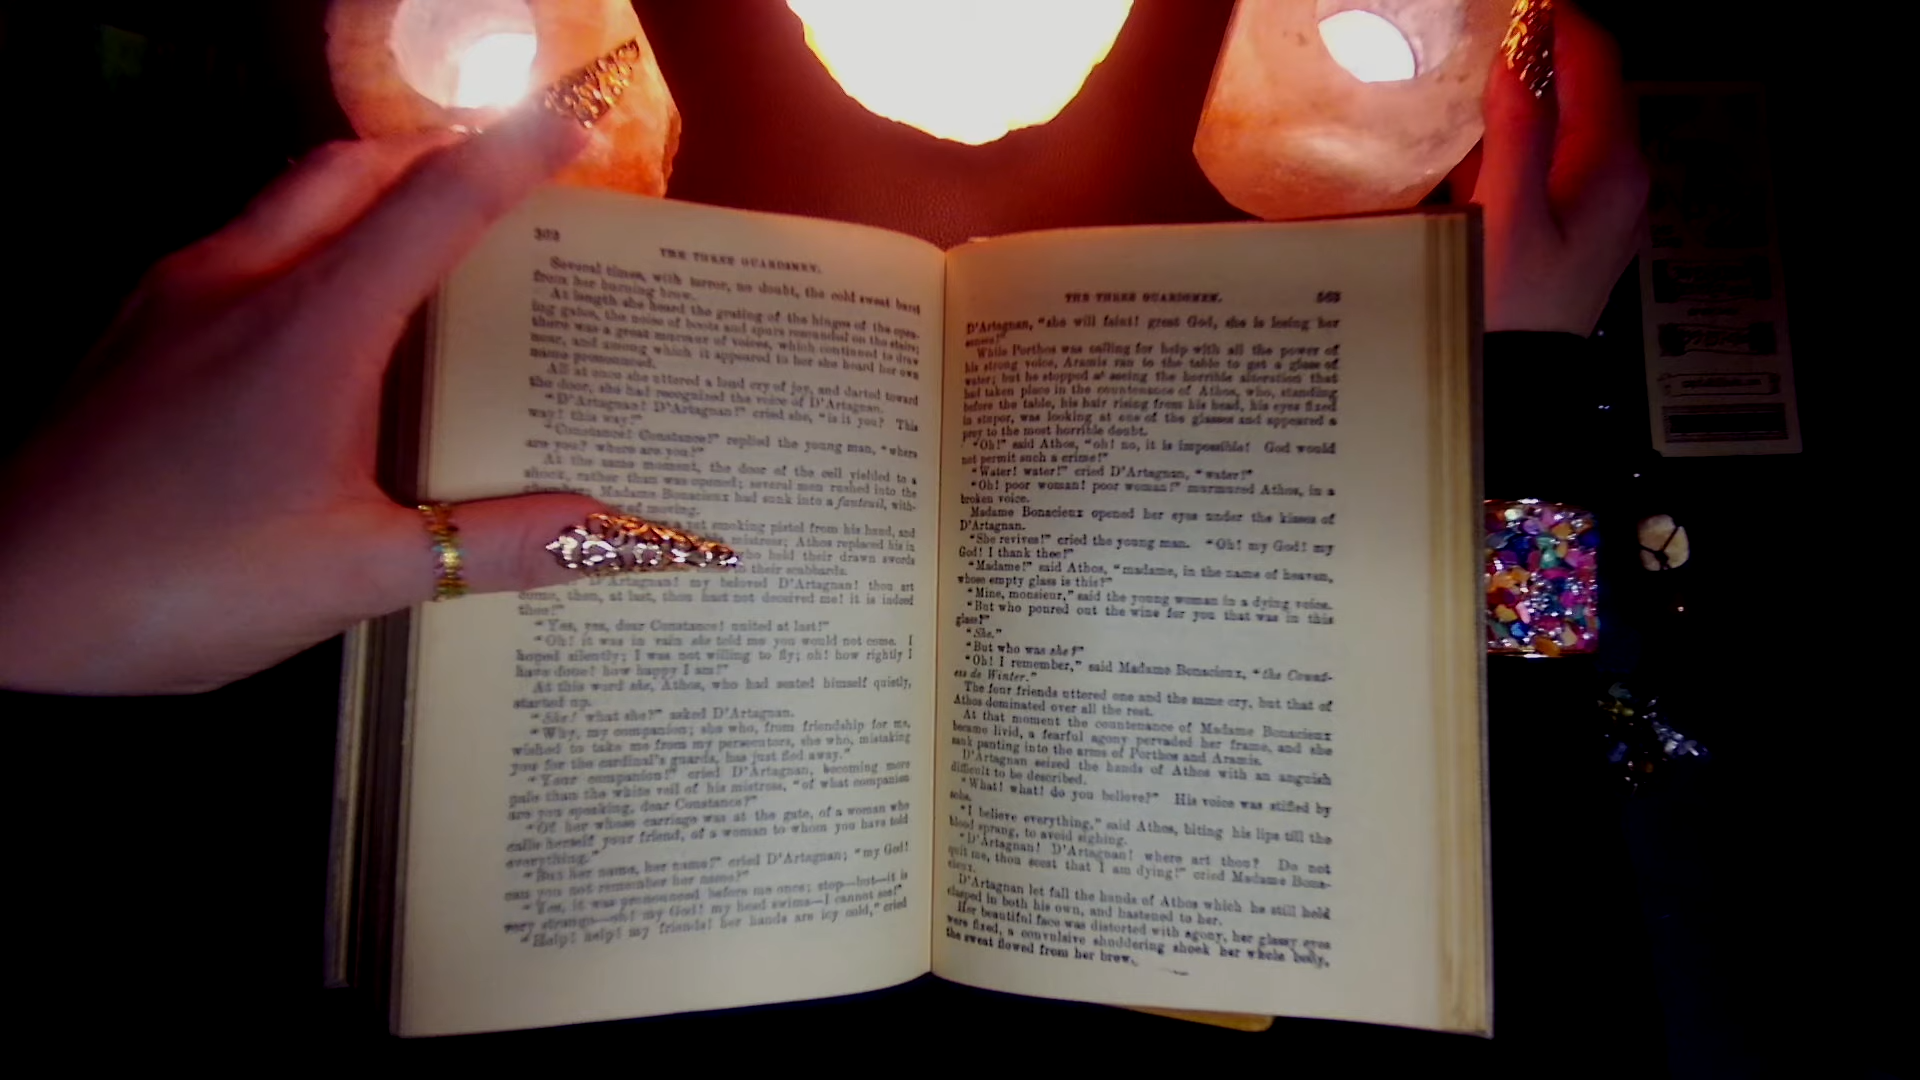 THE THREE GUARDSMEN.
Several times, with terror, no doubt, the cold sweat burst
from her burning brow.
At length she heard the grating of the hinges of the open-
ing gates, the noise of boots and spurs resounded on the stairs;
there was a great murmur of voices, which continued to draw
near, and among which it appeared to her she heard her own
name pronounced.
All at once she uttered a loud cry of joy, and darted toward
the door, she had recognized the voice of D'Artagnan.
"D'Artagnan! D'Artagnan!" cried she, "is it you? This
way! this way!"
"Constance! Constance!" replied the young man, "where
are you? where are you?"
At the same moment, the door of the cell yielded to a
shock, rather than was opened; several men rushed into the
Madame Bonacieux had sunk into a fauteuil, with-
of moving.
yet smoking pistol from his hand, and
mistress; Athos replaced his in
who held their drawn swords
their scabbards.
D'Artagnan! my beloved D'Artagnan! thou art
come, then, at last, thou hast not deceived me! it is indeed
thee!"
"Yes, yes, dear Constance! united at last!"
"Oh! it was in vain she told me you would not come. I
hoped silently; I was not willing to fly; oh! how rightly I
have done! how happy I am!"
At this word she, Athos, who had seated himself quietly,
started up.
"She! what she?" asked D'Artagnan.
"Why, my companion; she who, from friendship for me,
wished to take me from my persecutors, she who, mistaking
you for the cardinal's guards, has just fled away."
"Your companion!" cried D'Artagnan, becoming more
pale than the white veil of his mistress, "of what companion
are you speaking, dear Constance?"
"Of her whose carriage was at the gate, of a woman who
calls herself your friend, of a woman to whom you have told
everything."
"But her name, her name?" cried D'Artagnan; "my God!
can you not remember her name?"
"Yes, it was pronounced before me once; stop—but—it is
very strange—oh! my God! my head swims—I cannot see!"
"Help! help! my friends! her hands are icy cold," cried
THE THREE GUARDSMEN. 563
D'Artagnan, "she will faint! great God, she is losing her
senses!"
While Porthos was calling for help with all the power of
his strong voice, Aramis ran to the table to get a glass of
water; but he stopped at seeing the horrible alteration that
had taken place in the countenance of Athos, who, standing
before the table, his hair rising from his head, his eyes fixed
in stupor, was looking at one of the glasses and appeared a
prey to the most horrible doubt.
"Oh!" said Athos, "oh! no, it is impossible! God would
not permit such a crime!"
"Water! water!" cried D'Artagnan, "water!"
"Oh! poor woman! poor woman!" murmured Athos, in a
broken voice.
Madame Bonacieux opened her eyes under the kisses of
D'Artagnan.
"She revives!" cried the young man. "Oh! my God! my
God! I thank thee!"
"Madame!" said Athos, "madame, in the name of heaven,
whose empty glass is this?"
"Mine, monsieur," said the young woman in a dying voice.
"But who poured out the wine for you that was in this
glass?"
"She."
"But who was she?"
"Oh! I remember," said Madame Bonacieux, "the Count-
ess de Winter."
The four friends uttered one and the same cry, but that of
Athos dominated over all the rest.
At that moment the countenance of Madame Bonacieux
became livid, a fearful agony pervaded her frame, and she
sank panting into the arms of Porthos and Aramis.
D'Artagnan seized the hands of Athos with an anguish
difficult to be described.
"What! what! do you believe?" His voice was stifled by
sobs.
"I believe everything," said Athos, biting his lips till the
blood sprang, to avoid sighing.
"D'Artagnan! D'Artagnan! where art thou? Do not
quit me, thou seest that I am dying!" cried Madame Bona-
cieux.
D'Artagnan let fall the hands of Athos which he still held
clasped in both his own, and hastened to her.
Her beautiful face was distorted with agony, her glassy eyes
were fixed, a convulsive shuddering shook her whole body,
the sweat flowed from her brow.